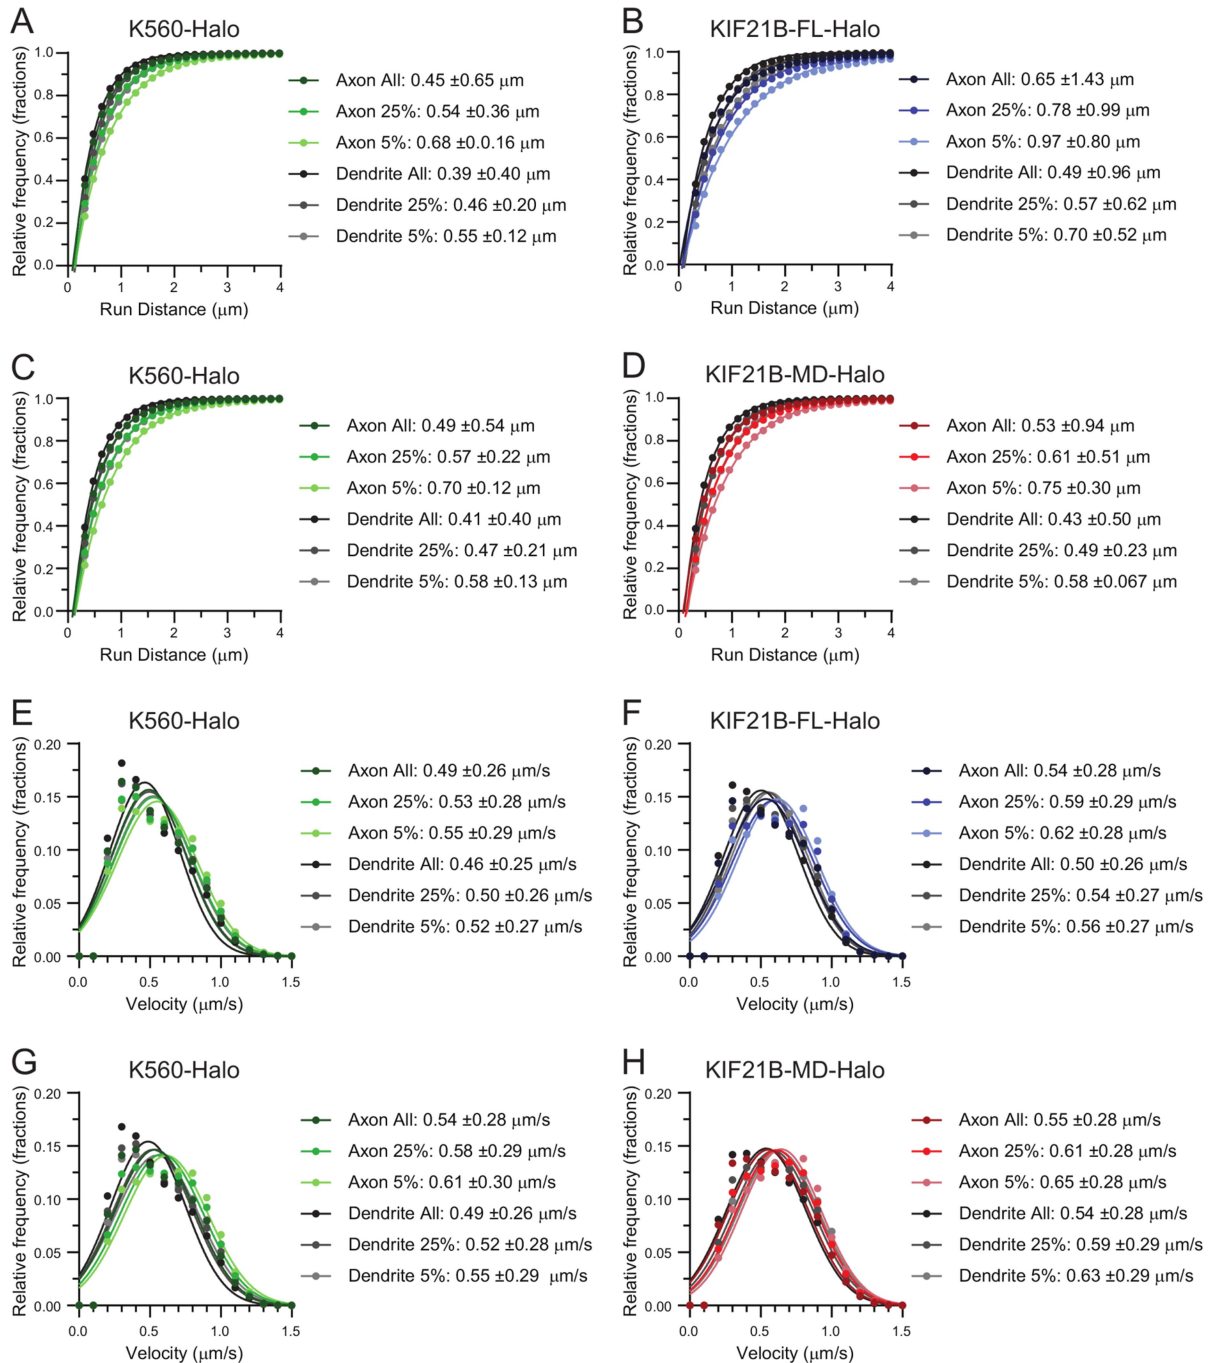 A
K560-Halo
Relative frequency (fractions)
1.0
0.8
0.6
0.4
0.2
0.0
0 1 2 3 4
Run Distance (μm)
Axon All: 0.45 ±0.65 μm
Axon 25%: 0.54 ±0.36 μm
Axon 5%: 0.68 ±0.0.16 μm
Dendrite All: 0.39 ±0.40 μm
Dendrite 25%: 0.46 ±0.20 μm
Dendrite 5%: 0.55 ±0.12 μm
B
KIF21B-FL-Halo
Relative frequency (fractions)
1.0
0.8
0.6
0.4
0.2
0.0
0 1 2 3 4
Run Distance (μm)
Axon All: 0.65 ±1.43 μm
Axon 25%: 0.78 ±0.99 μm
Axon 5%: 0.97 ±0.80 μm
Dendrite All: 0.49 ±0.96 μm
Dendrite 25%: 0.57 ±0.62 μm
Dendrite 5%: 0.70 ±0.52 μm
C
K560-Halo
Relative frequency (fractions)
1.0
0.8
0.6
0.4
0.2
0.0
0 1 2 3 4
Run Distance (μm)
Axon All: 0.49 ±0.54 μm
Axon 25%: 0.57 ±0.22 μm
Axon 5%: 0.70 ±0.12 μm
Dendrite All: 0.41 ±0.40 μm
Dendrite 25%: 0.47 ±0.21 μm
Dendrite 5%: 0.58 ±0.13 μm
D
KIF21B-MD-Halo
Relative frequency (fractions)
1.0
0.8
0.6
0.4
0.2
0.0
0 1 2 3 4
Run Distance (μm)
Axon All: 0.53 ±0.94 μm
Axon 25%: 0.61 ±0.51 μm
Axon 5%: 0.75 ±0.30 μm
Dendrite All: 0.43 ±0.50 μm
Dendrite 25%: 0.49 ±0.23 μm
Dendrite 5%: 0.58 ±0.067 μm
E
K560-Halo
Relative frequency (fractions)
0.20
0.15
0.10
0.05
0.00
0.0 0.5 1.0 1.5
Velocity (μm/s)
Axon All: 0.49 ±0.26 μm/s
Axon 25%: 0.53 ±0.28 μm/s
Axon 5%: 0.55 ±0.29 μm/s
Dendrite All: 0.46 ±0.25 μm/s
Dendrite 25%: 0.50 ±0.26 μm/s
Dendrite 5%: 0.52 ±0.27 μm/s
F
KIF21B-FL-Halo
Relative frequency (fractions)
0.20
0.15
0.10
0.05
0.00
0.0 0.5 1.0 1.5
Velocity (μm/s)
Axon All: 0.54 ±0.28 μm/s
Axon 25%: 0.59 ±0.29 μm/s
Axon 5%: 0.62 ±0.28 μm/s
Dendrite All: 0.50 ±0.26 μm/s
Dendrite 25%: 0.54 ±0.27 μm/s
Dendrite 5%: 0.56 ±0.27 μm/s
G
K560-Halo
Relative frequency (fractions)
0.20
0.15
0.10
0.05
0.00
0.0 0.5 1.0 1.5
Velocity (μm/s)
Axon All: 0.54 ±0.28 μm/s
Axon 25%: 0.58 ±0.29 μm/s
Axon 5%: 0.61 ±0.30 μm/s
Dendrite All: 0.49 ±0.26 μm/s
Dendrite 25%: 0.52 ±0.28 μm/s
Dendrite 5%: 0.55 ±0.29 μm/s
H
KIF21B-MD-Halo
Relative frequency (fractions)
0.20
0.15
0.10
0.05
0.00
0.0 0.5 1.0 1.5
Velocity (μm/s)
Axon All: 0.55 ±0.28 μm/s
Axon 25%: 0.61 ±0.28 μm/s
Axon 5%: 0.65 ±0.28 μm/s
Dendrite All: 0.54 ±0.28 μm/s
Dendrite 25%: 0.59 ±0.29 μm/s
Dendrite 5%: 0.63 ±0.29 μm/s